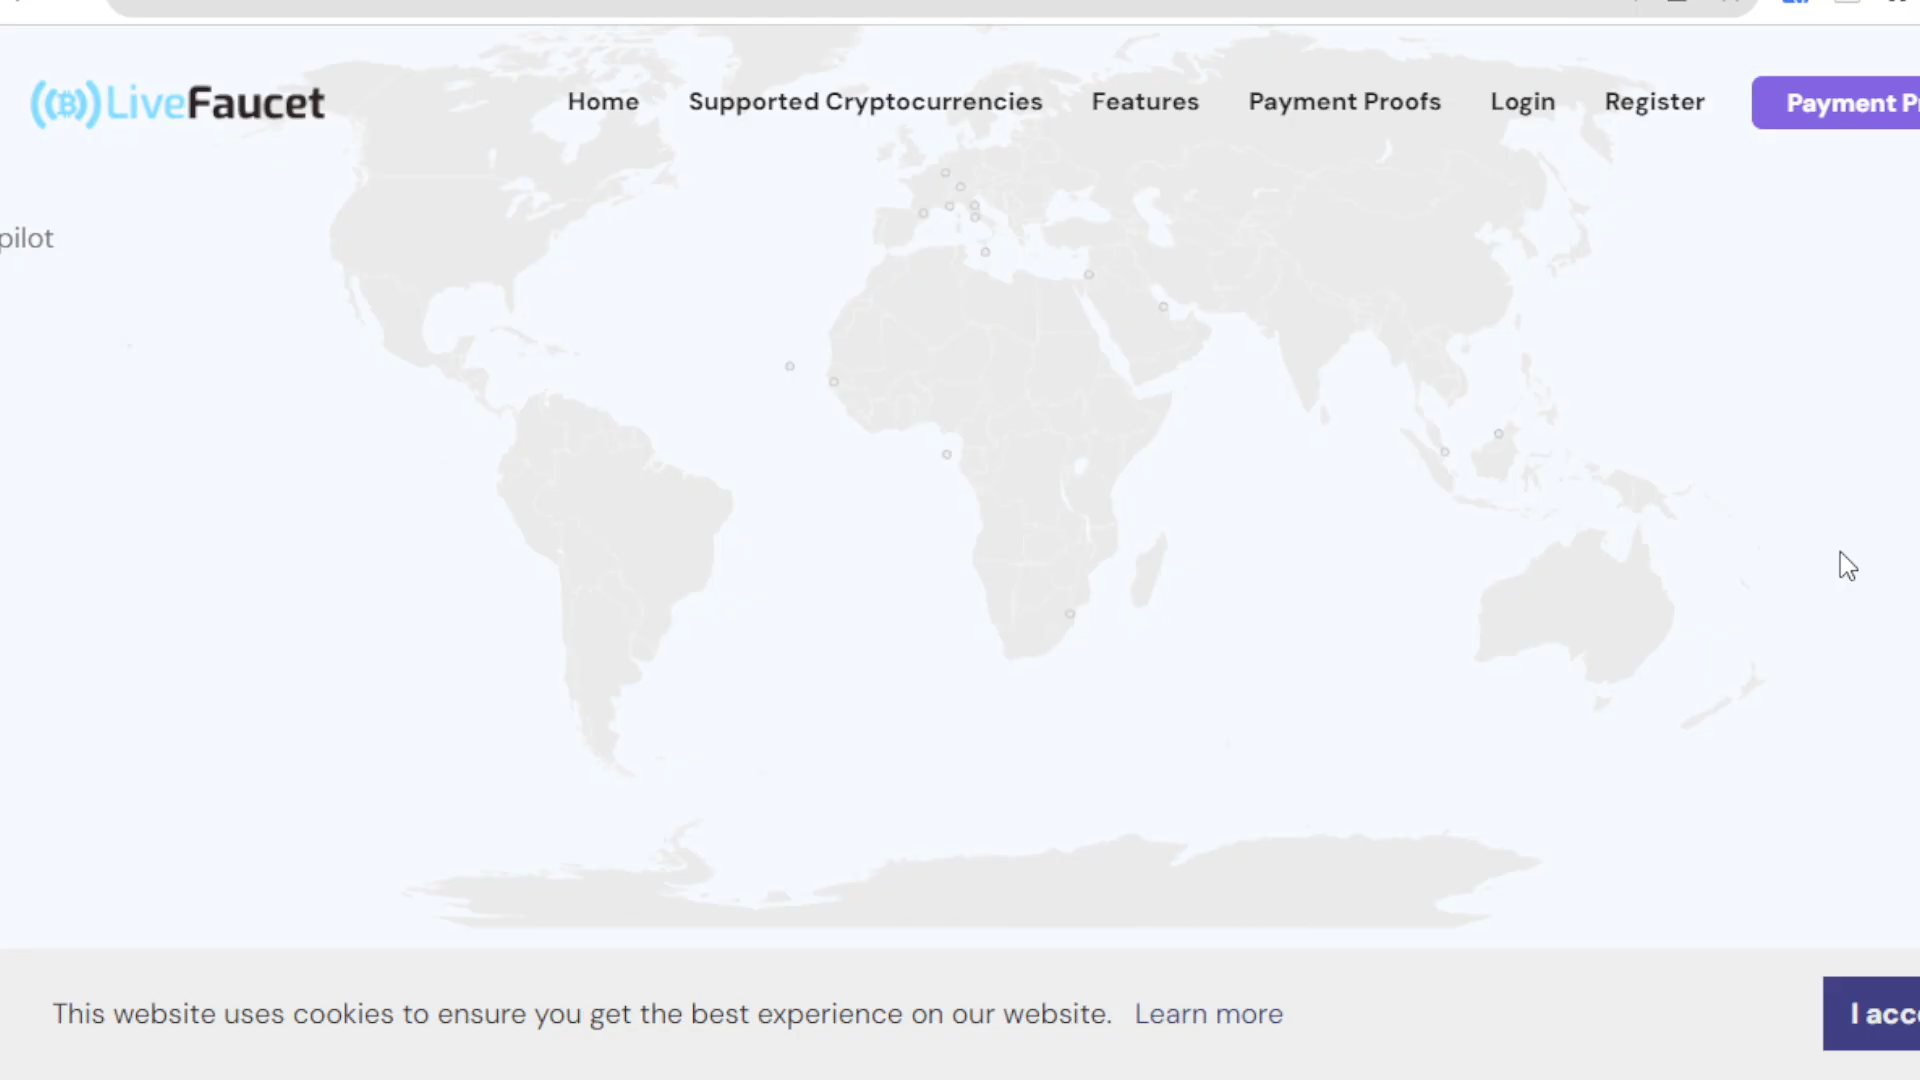 LiveFaucet
Home
Supported Cryptocurrencies
Features
Payment Proofs
Login
Register
Payment
pilot
This website uses cookies to ensure you get the best experience on our website. Learn more
I